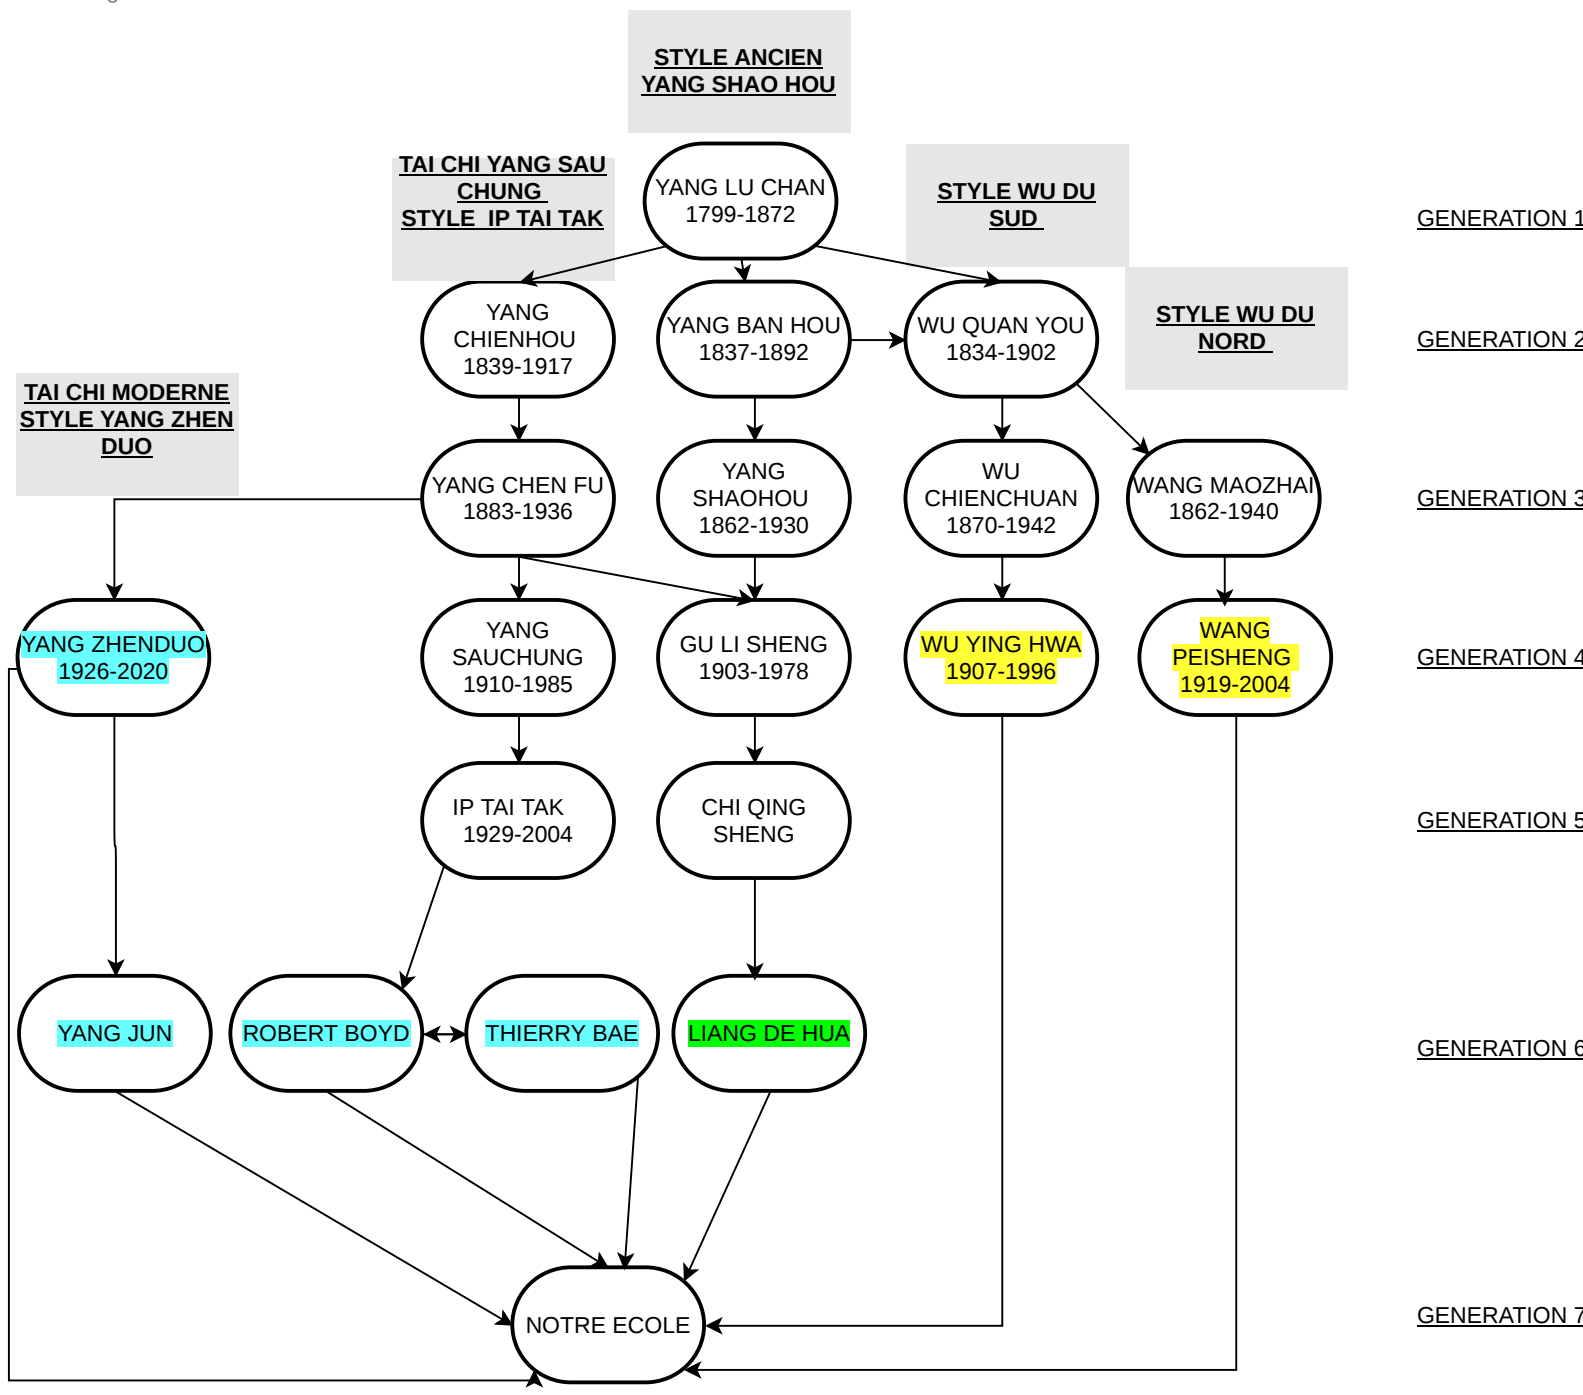 STYLE ANCIEN
YANG SHAO HOU
TAI CHI YANG SAU
CHUNG
STYLE  IP TAI TAK
YANG LU CHAN
1799-1872
STYLE WU DU
SUD
GENERATION 1
YANG
CHIENHOU
1839-1917
YANG BAN HOU
1837-1892
WU QUAN YOU
1834-1902
STYLE WU DU
NORD
GENERATION 2
TAI CHI MODERNE
STYLE YANG ZHEN
DUO
YANG CHEN FU
1883-1936
YANG
SHAOHOU
1862-1930
WU
CHIENCHUAN
1870-1942
WANG MAOZHAI
1862-1940
GENERATION 3
YANG ZHENDUO
1926-2020
YANG
SAUCHUNG
1910-1985
GU LI SHENG
1903-1978
WU YING HWA
1907-1996
WANG
PEISHENG
1919-2004
GENERATION 4
IP TAI TAK
1929-2004
CHI QING
SHENG
GENERATION 5
YANG JUN
ROBERT BOYD
THIERRY BAE
LIANG DE HUA
GENERATION 6
NOTRE ECOLE
GENERATION 7